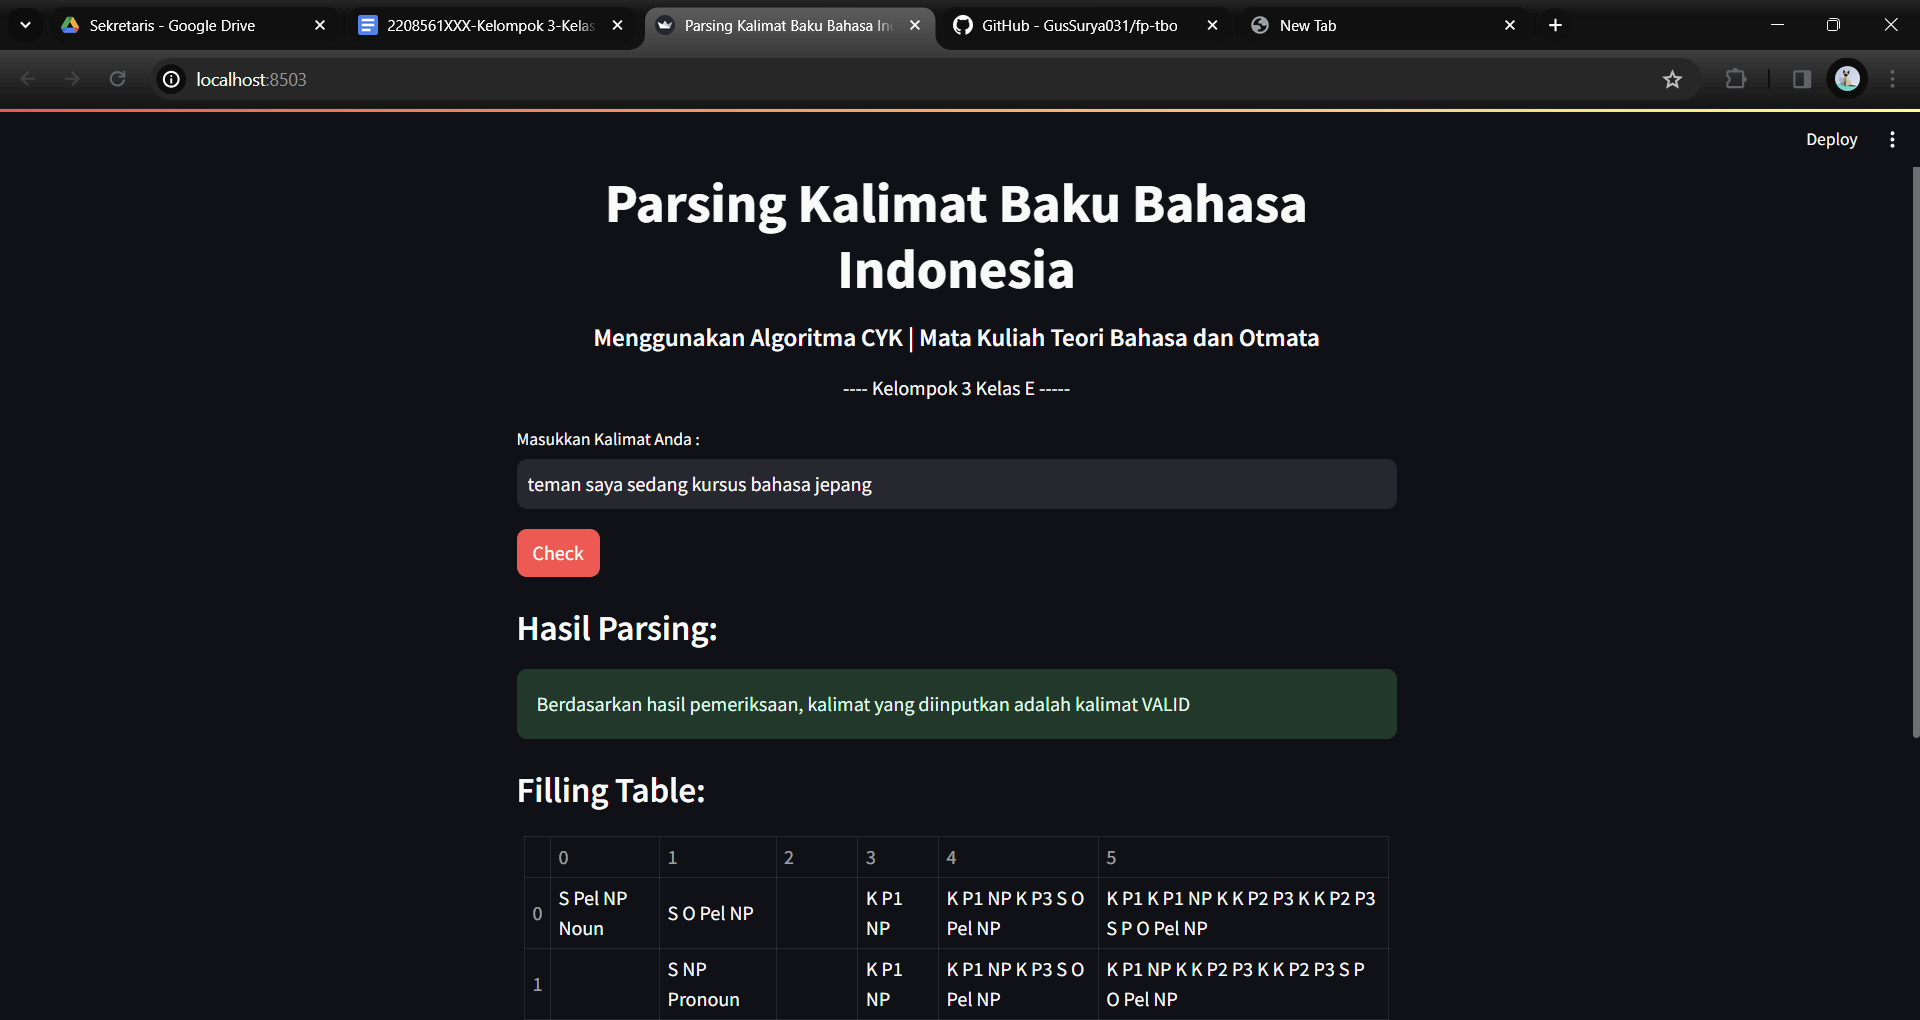 Sekretaris - Google Drive
2208561XXX-Kelompok 3-Kelas
Parsing Kalimat Baku Bahasa In
GitHub - GusSurya031/fp-tbo
New Tab
localhost:8503
Deploy
Parsing Kalimat Baku Bahasa
Indonesia
Menggunakan Algoritma CYK | Mata Kuliah Teori Bahasa dan Otmata
---- Kelompok 3 Kelas E -----
Masukkan Kalimat Anda :
teman saya sedang kursus bahasa jepang
Check
Hasil Parsing:
Berdasarkan hasil pemeriksaan, kalimat yang diinputkan adalah kalimat VALID
Filling Table:
0 1 2 3 4 5
0 S Pel NP Noun S O Pel NP K P1 NP K P1 NP K P3 S O Pel NP K P1 K P1 NP K K P2 P3 K K P2 P3 S P O Pel NP
1 S NP Pronoun K P1 NP K P1 NP K P3 S O Pel NP K P1 NP K K P2 P3 K K P2 P3 S P O Pel NP